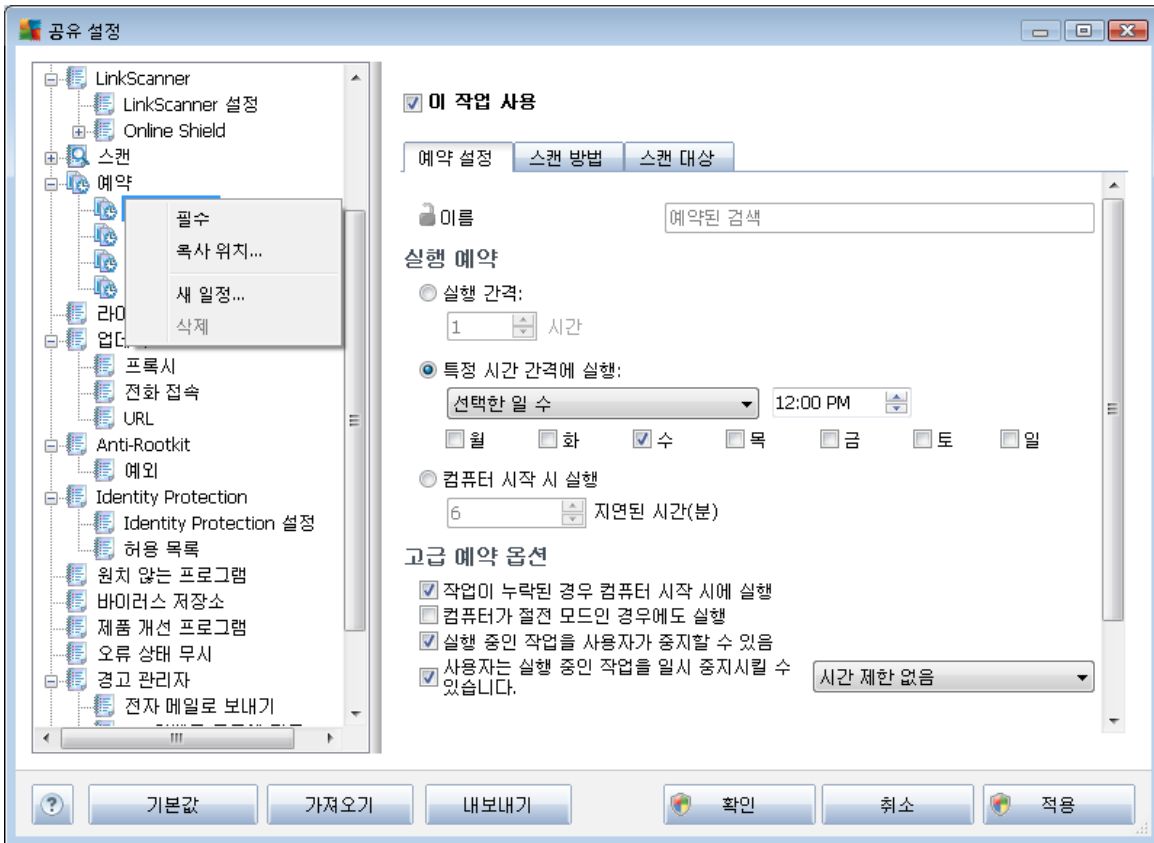 공유 설정
LinkScanner
LinkScanner 설정
Online Shield
스캔
예약
필수
복사 위치...
새 일정...
삭제
프록시
전화 접속
URL
Anti-Rootkit
예외
Identity Protection
Identity Protection 설정
허용 목록
원치 않는 프로그램
바이러스 저장소
제품 개선 프로그램
오류 상태 무시
경고 관리자
전자 메일로 보내기
이 작업 사용
예약 설정 스캔 방법 스캔 대상
이름 예약된 검색
실행 예약
실행 간격:
1 시간
특정 시간 간격에 실행:
선택한 일 수 12:00 PM
월 화 수 목 금 토 일
컴퓨터 시작 시 실행
6 지연된 시간(분)
고급 예약 옵션
작업이 누락된 경우 컴퓨터 시작 시에 실행
컴퓨터가 절전 모드인 경우에도 실행
실행 중인 작업을 사용자가 중지할 수 있음
사용자는 실행 중인 작업을 일시 중지시킬 수
있습니다.
시간 제한 없음
? 기본값 가져오기 내보내기 확인 취소 적용